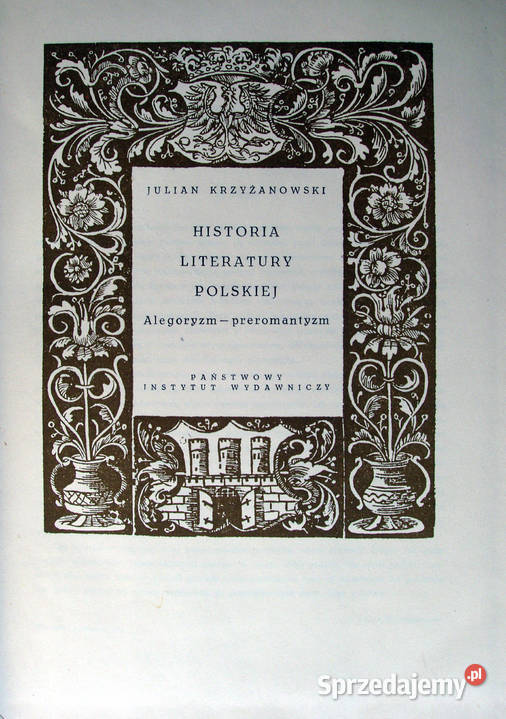 JULIAN KRZYŻANOWSKI
HISTORIA
LITERATURY
POLSKIEJ
Alegoryzm — preromantyzm
PAŃSTWOWY
INSTYTUT WYDAWNICZY
Sprzedajemy.pl